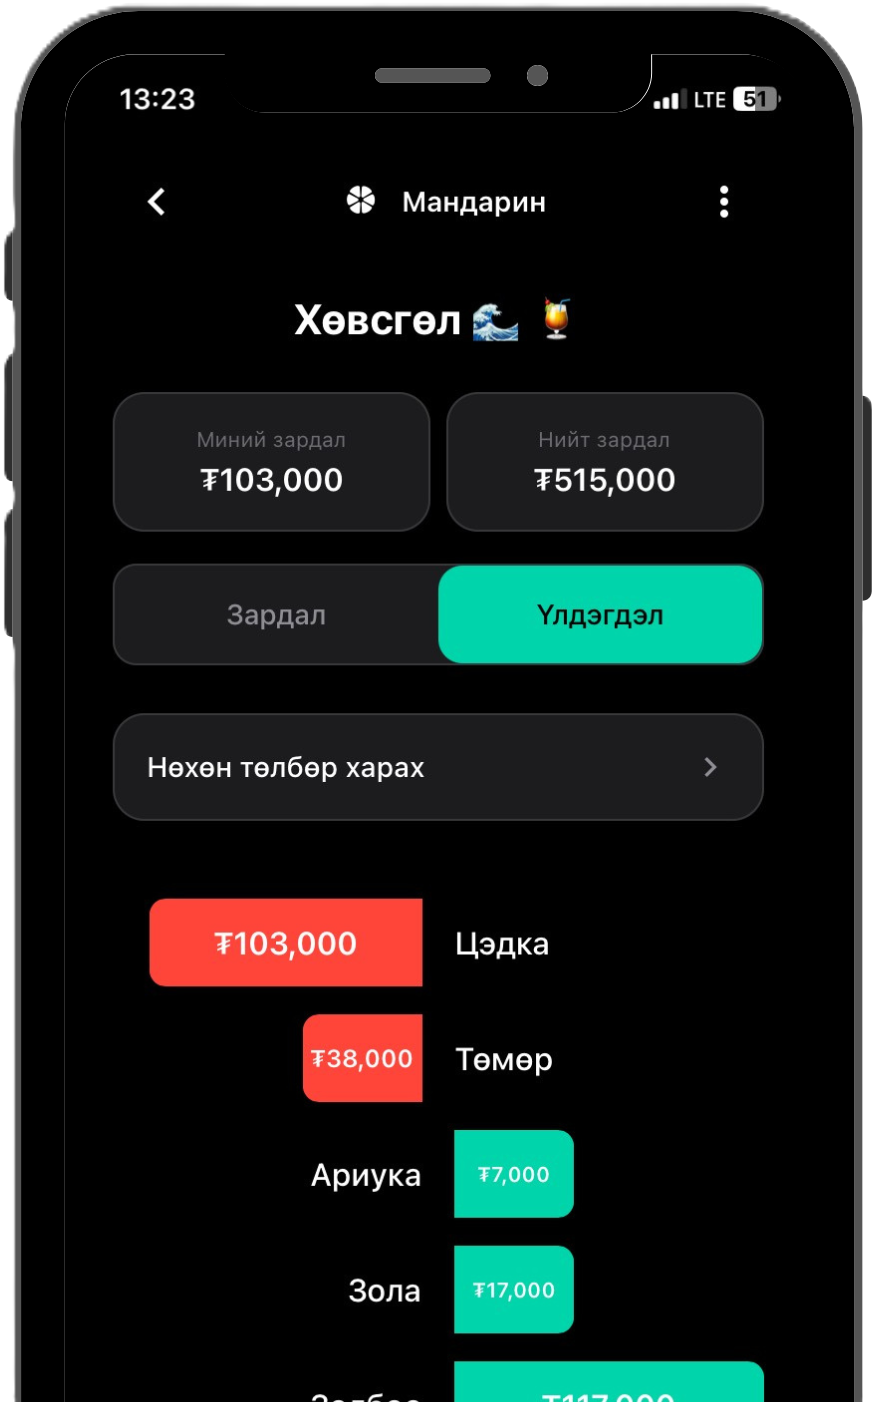 13:23
LTE 51
Мандарин
Хөвсгөл
Миний зардал
₮103,000
Нийт зардал
₮515,000
Зардал
Үлдэгдэл
Нөхөн төлбөр харах
₮103,000 Цэдка
₮38,000 Төмөр
Ариука ₮7,000
Зола ₮17,000
₮117,000